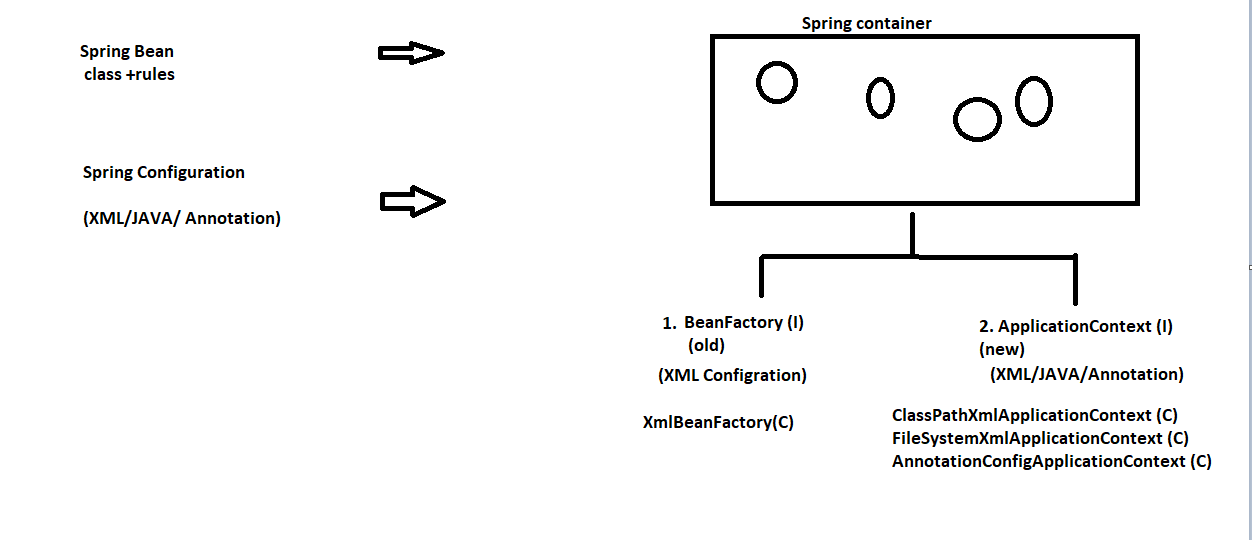 Spring container
Spring Bean
class +rules
Spring Configuration
(XML/JAVA/ Annotation)
1. BeanFactory (I)
(old)
(XML Configration)
XmlBeanFactory(C)
2. ApplicationContext (I)
(new)
(XML/JAVA/Annotation)
ClassPathXmlApplicationContext (C)
FileSystemXmlApplicationContext (C)
AnnotationConfigApplicationContext (C)